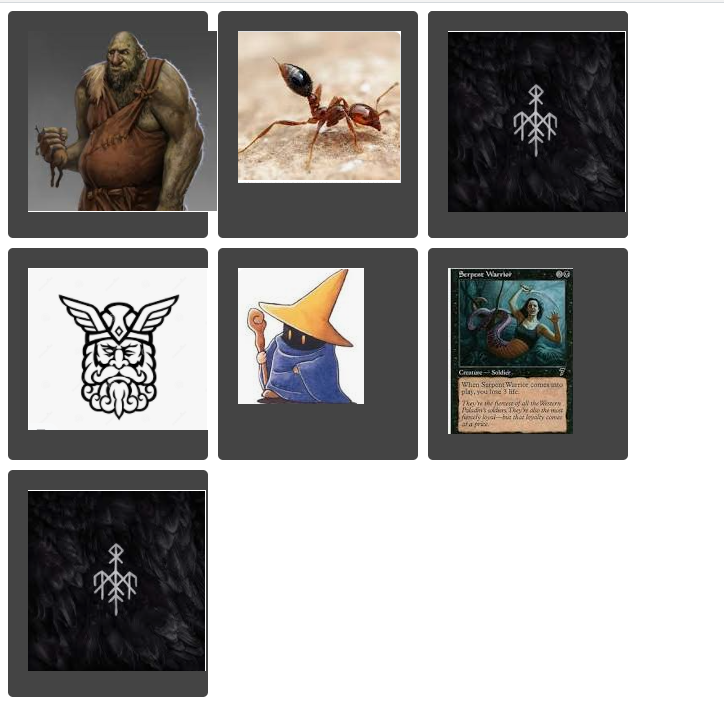 Serpent Warrior
Creature — Soldier
When Serpent Warrior comes into
play, you lose 3 life.
They're the fiercest of all the Western
Paladin's soldiers. They're also the most
fiercely loyal—but that loyalty comes
at a price.